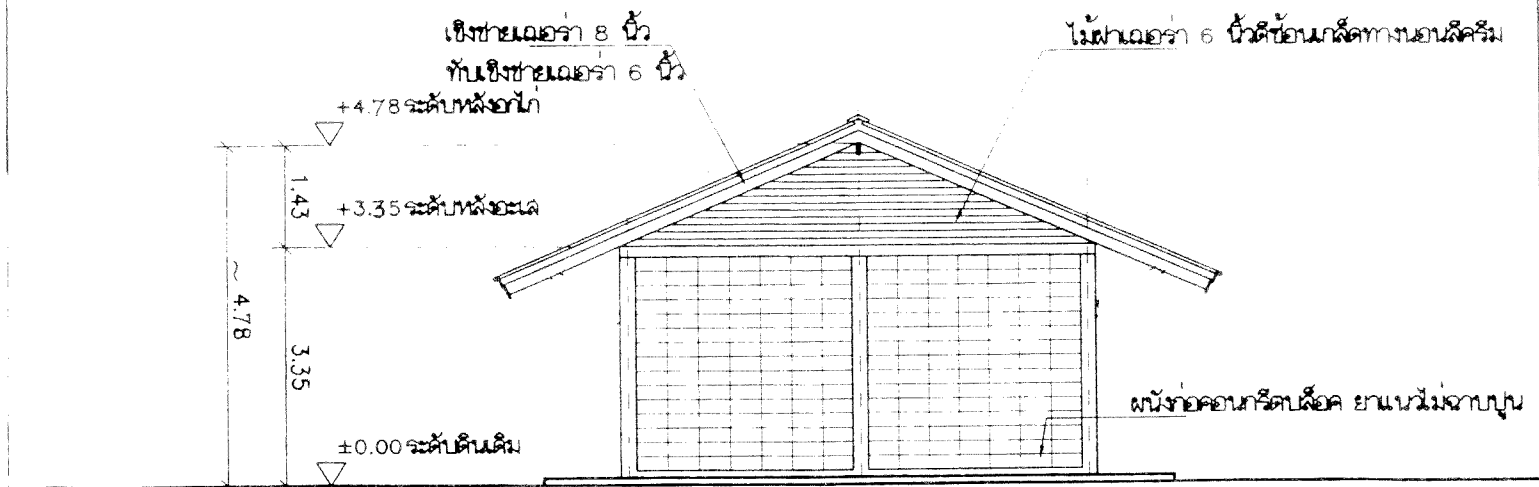 เชิงชายเฌอร่า 8 นิ้ว
ทับเชิงชายเฌอร่า 6 นิ้ว
ไม้ฝาเฌอร่า 6 นิ้วตีซ้อนเกล็ดทางนอนสีครีม
+4.78 ระดับหลังอกไก่
1.43
+3.35 ระดับหลังอะเส
~ 4.78
3.35
ผนังก่อคอนกรีตบล็อค ยาแนวไม่ฉาบปูน
±0.00 ระดับดินเดิม